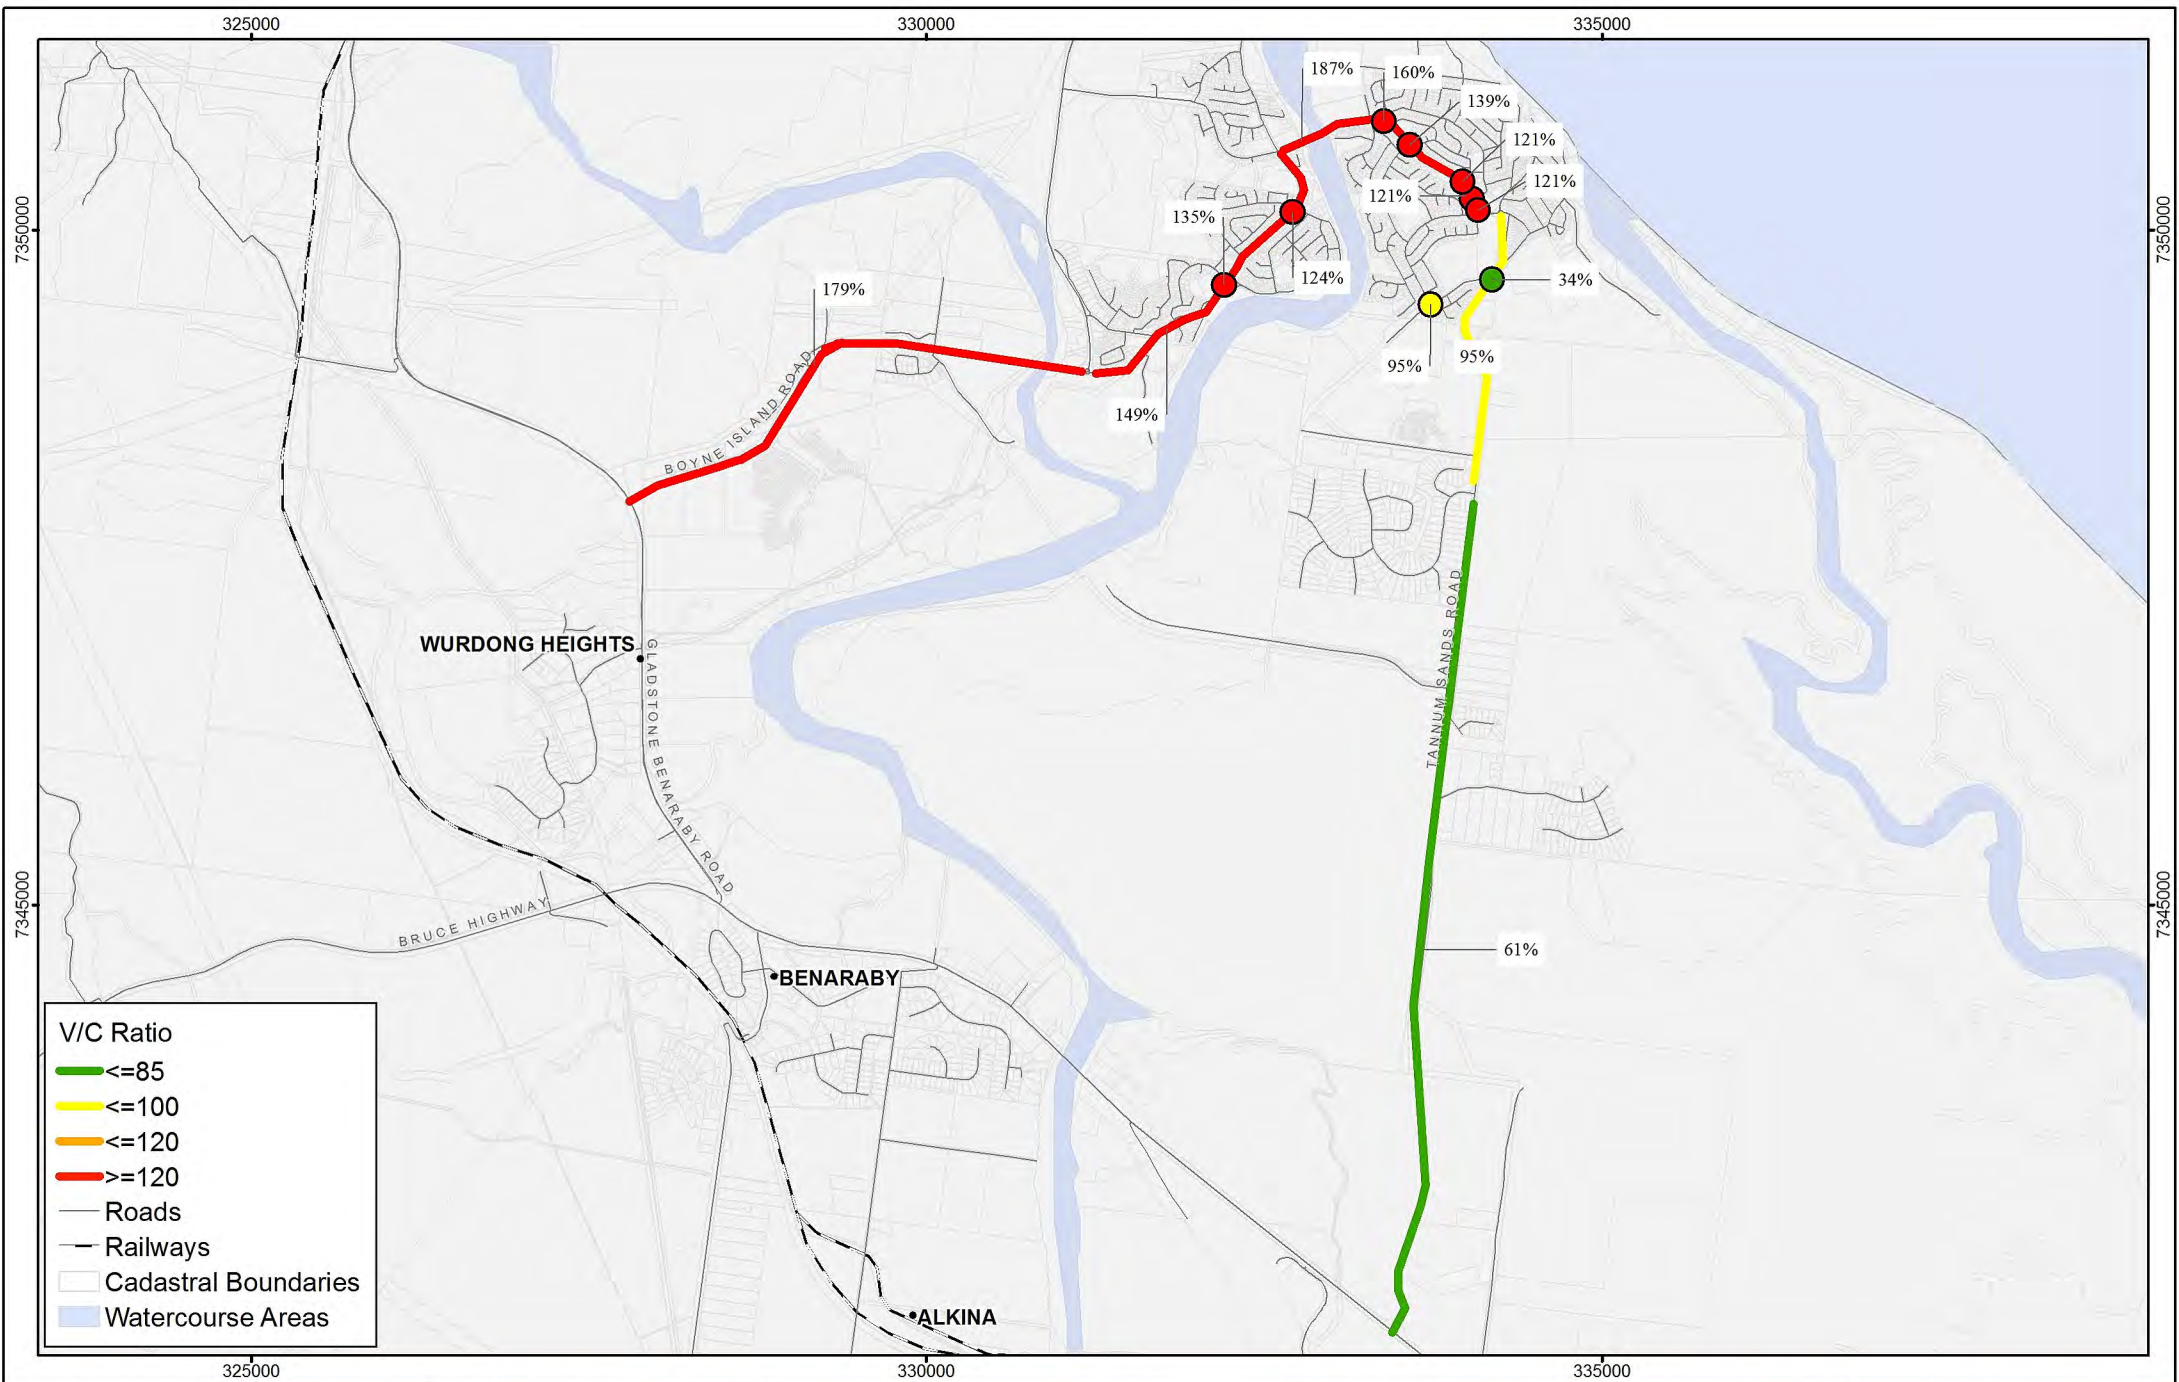 325000
330000
335000
187%
160%
139%
121%
121%
121%
135%
124%
34%
7350000
7350000
179%
95%
95%
149%
BOYNE ISLAND ROAD
WURDONG HEIGHTS
GLADSTONE BENARABY ROAD
TANNUM SANDS ROAD
7345000
7345000
BRUCE HIGHWAY
61%
BENARABY
V/C Ratio
<=85
<=100
<=120
>=120
Roads
Railways
Cadastral Boundaries
Watercourse Areas
ALKINA
325000
330000
335000